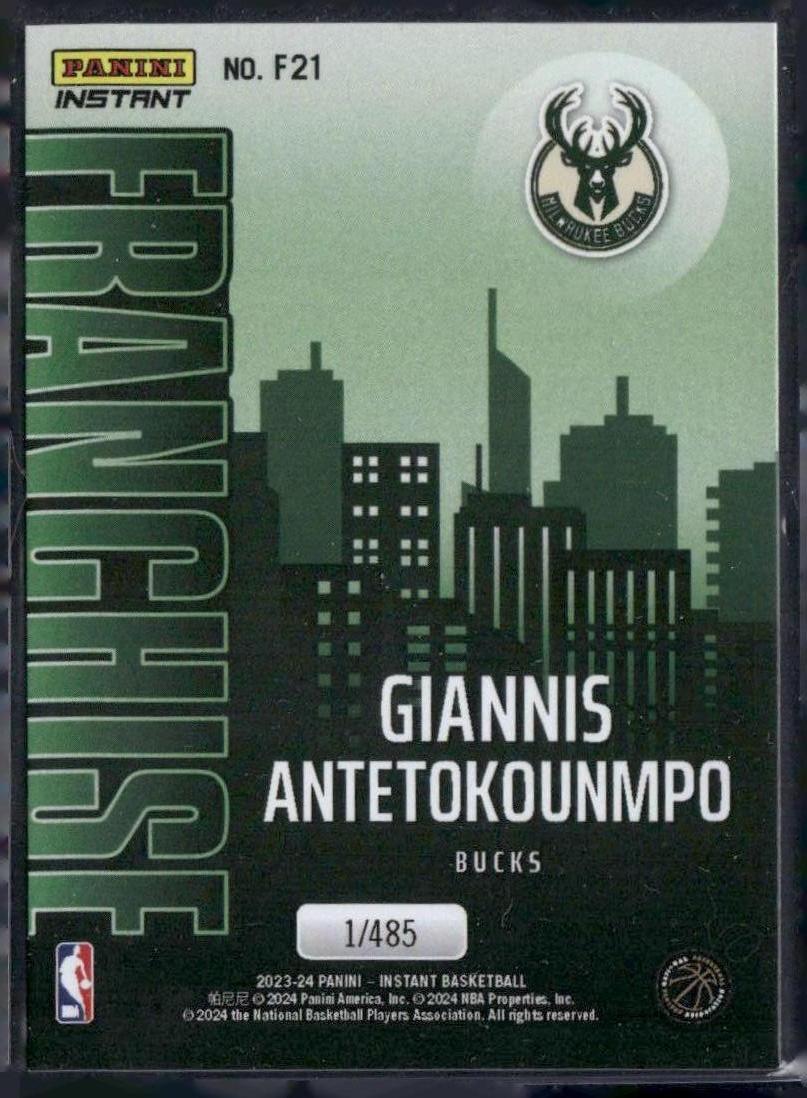 PANINI
INSTANT
NO. F21
MILWAUKEE BUCKS
FRANCHISE
GIANNIS
ANTETOKOUNMPO
BUCKS
1/485
2023-24 PANINI – INSTANT BASKETBALL
帕尼尼 © 2024 Panini America, Inc. © 2024 NBA Properties, Inc.
© 2024 the National Basketball Players Association. All rights reserved.